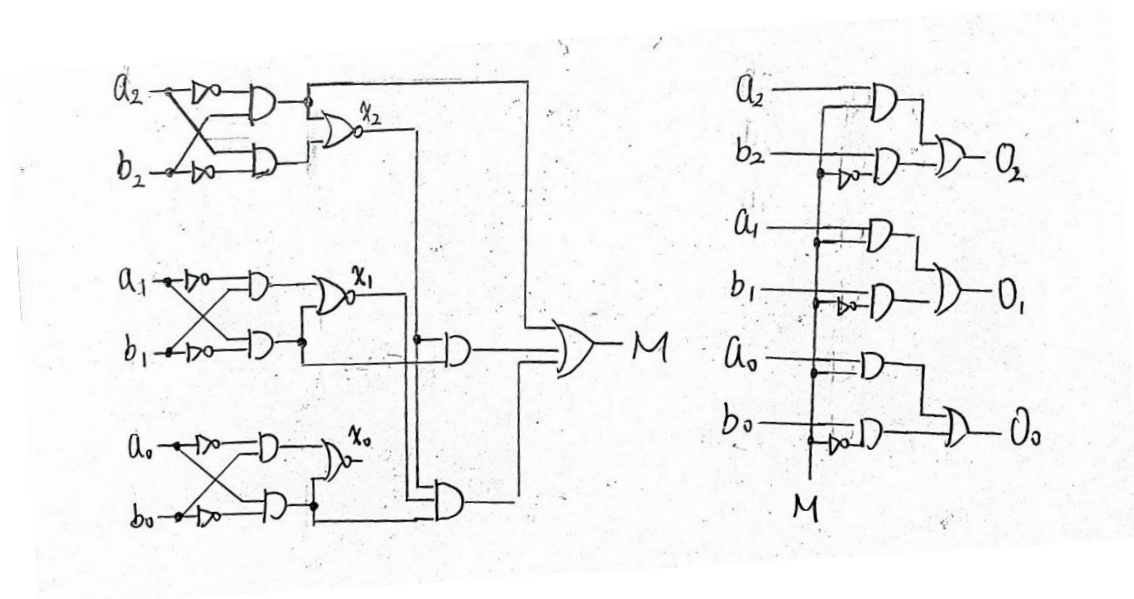 a₂
x₂
b₂
a₁
x₁
b₁
M
a₀
x₀
b₀
a₂
b₂
O₂
a₁
b₁
O₁
a₀
b₀
O₀
M